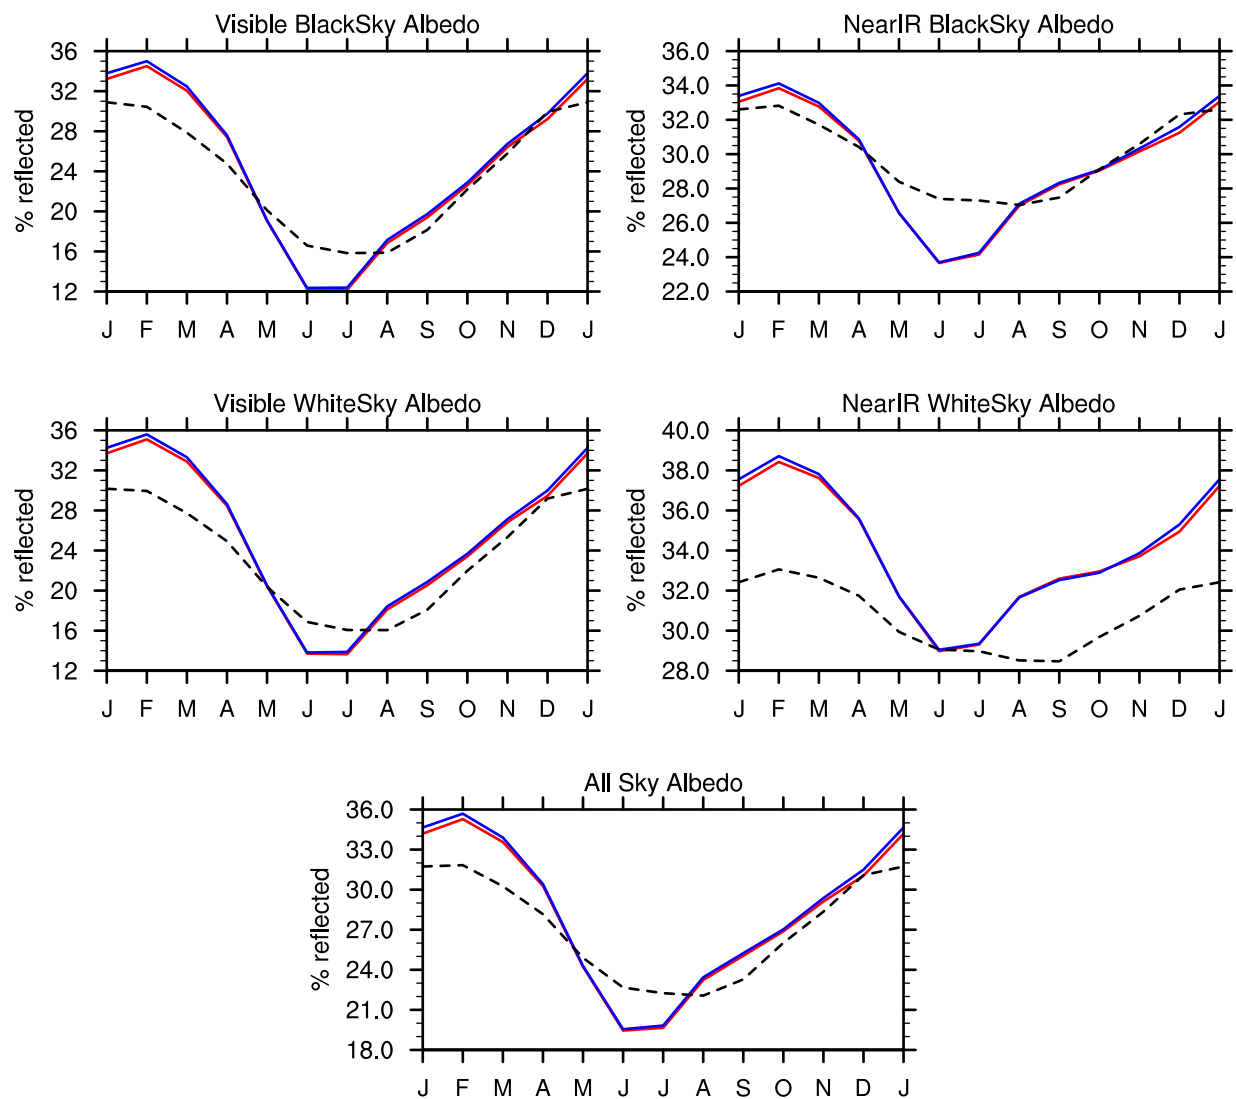 Visible BlackSky Albedo
36
32
28
24
20
16
12
% reflected
J F M A M J J A S O N D J
NearIR BlackSky Albedo
36.0
34.0
32.0
30.0
28.0
26.0
24.0
22.0
% reflected
J F M A M J J A S O N D J
Visible WhiteSky Albedo
36
32
28
24
20
16
12
% reflected
J F M A M J J A S O N D J
NearIR WhiteSky Albedo
40.0
38.0
36.0
34.0
32.0
30.0
28.0
% reflected
J F M A M J J A S O N D J
All Sky Albedo
36.0
33.0
30.0
27.0
24.0
21.0
18.0
% reflected
J F M A M J J A S O N D J